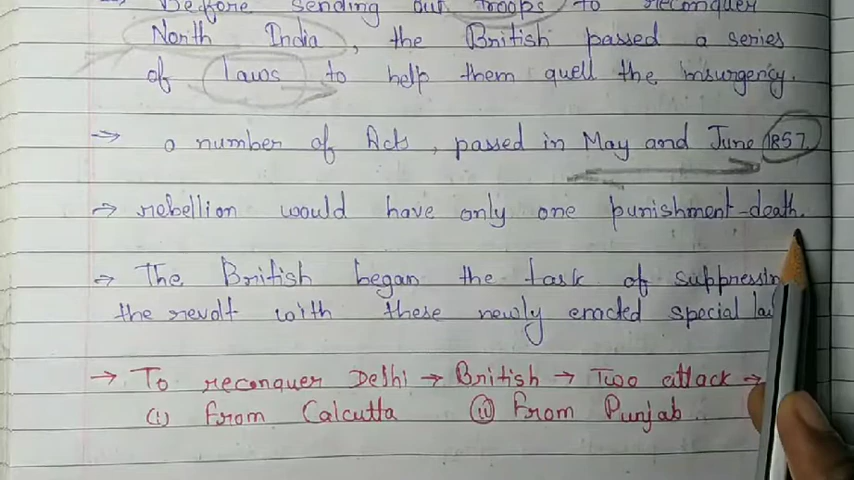 Before sending out troops to reconquer
North India, the British passed a series
of laws to help them quell the insurgency.
→ a number of Acts, passed in May and June 1857.
→ rebellion would have only one punishment-death.
→ The British began the task of suppressin
the revolt with these newly enacted special la
→ To reconquer Delhi → British → Two attack →
(i) From Calcutta (ii) From Punjab.